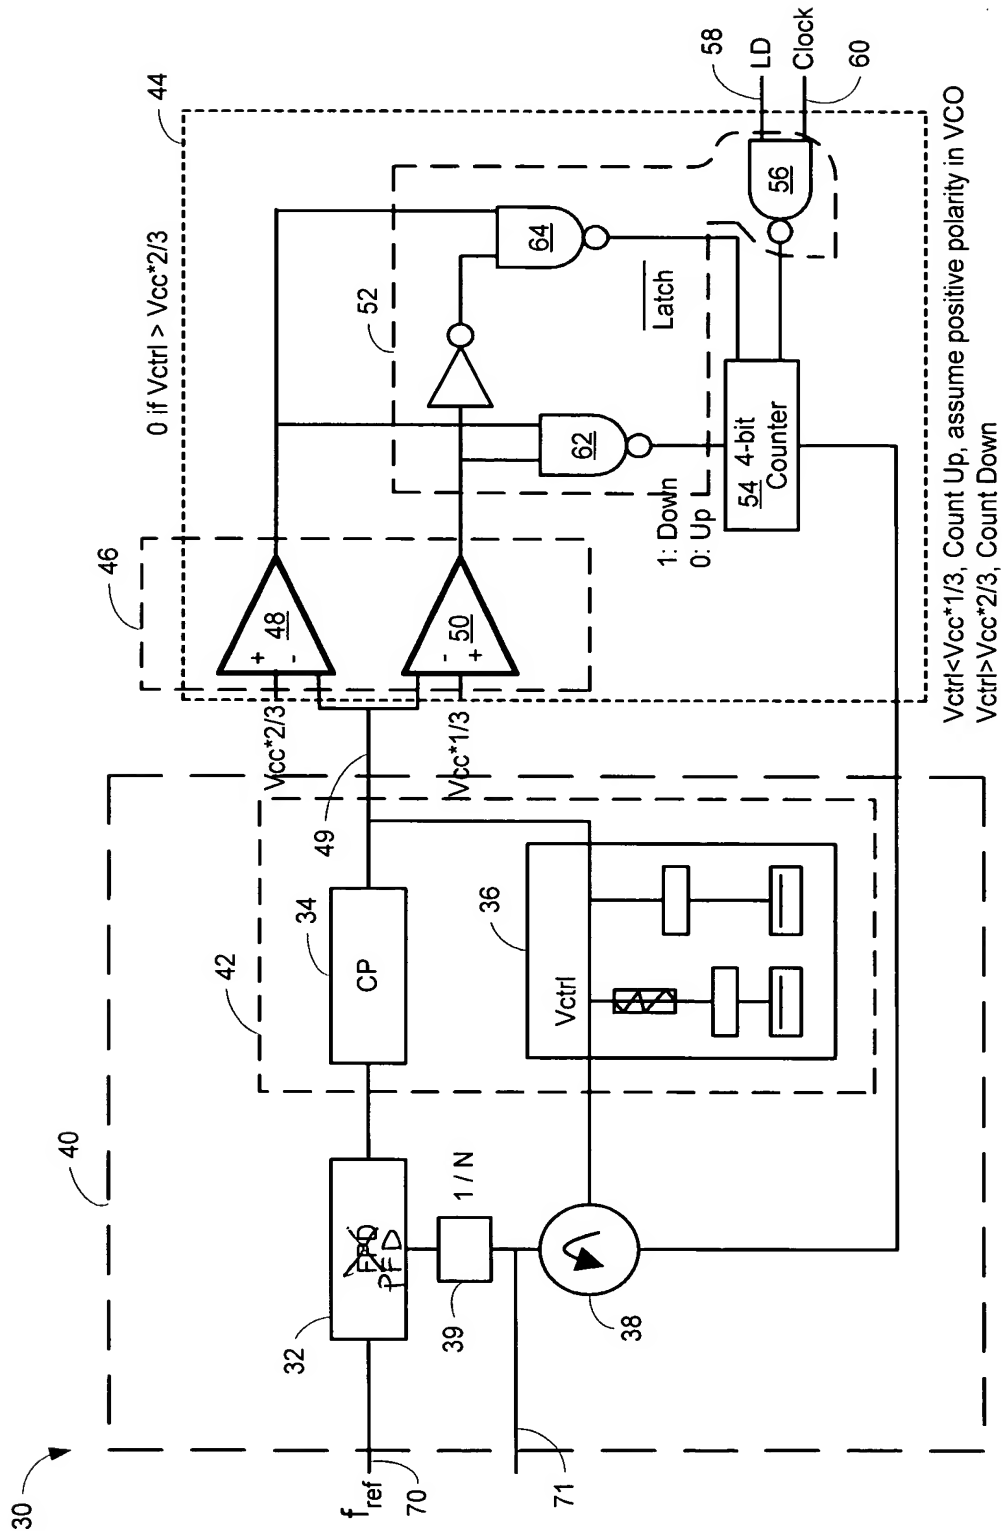 30
40
42
34
CP
49
32
FPD
PFD
f ref
70
39
1 / N
71
38
36
Vctrl
44
46
0 if Vctrl > Vcc*2/3
Vcc*2/3
+
-
48
Vcc*1/3
-
+
50
52
64
62
Latch
1: Down
0: Up
54 4-bit
Counter
56
58
LD
Clock
60
Vctrl<Vcc*1/3, Count Up, assume positive polarity in VCO
Vctrl>Vcc*2/3, Count Down